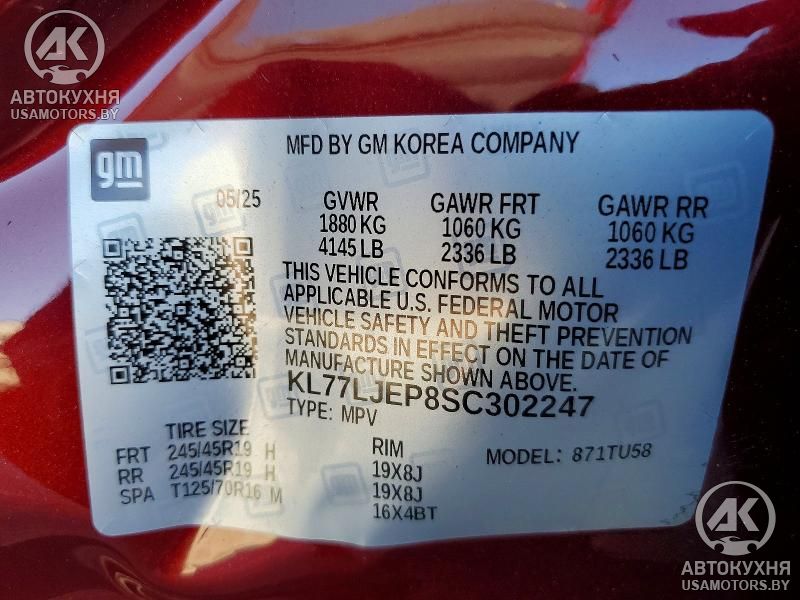 АК
АВТОКУХНЯ
USAMOTORS.BY
gm
MFD BY GM KOREA COMPANY
05/25
GVWR GAWR FRT GAWR RR
1880 KG 1060 KG 1060 KG
4145 LB 2336 LB 2336 LB
THIS VEHICLE CONFORMS TO ALL
APPLICABLE U.S. FEDERAL MOTOR
VEHICLE SAFETY AND THEFT PREVENTION
STANDARDS IN EFFECT ON THE DATE OF
MANUFACTURE SHOWN ABOVE.
KL77LJEP8SC302247
TYPE: MPV
TIRE SIZE RIM MODEL: 871TU58
FRT 245/45R19 H 19X8J
RR 245/45R19 H 19X8J
SPA T125/70R16 M 16X4BT
АК
АВТОКУХНЯ
USAMOTORS.BY